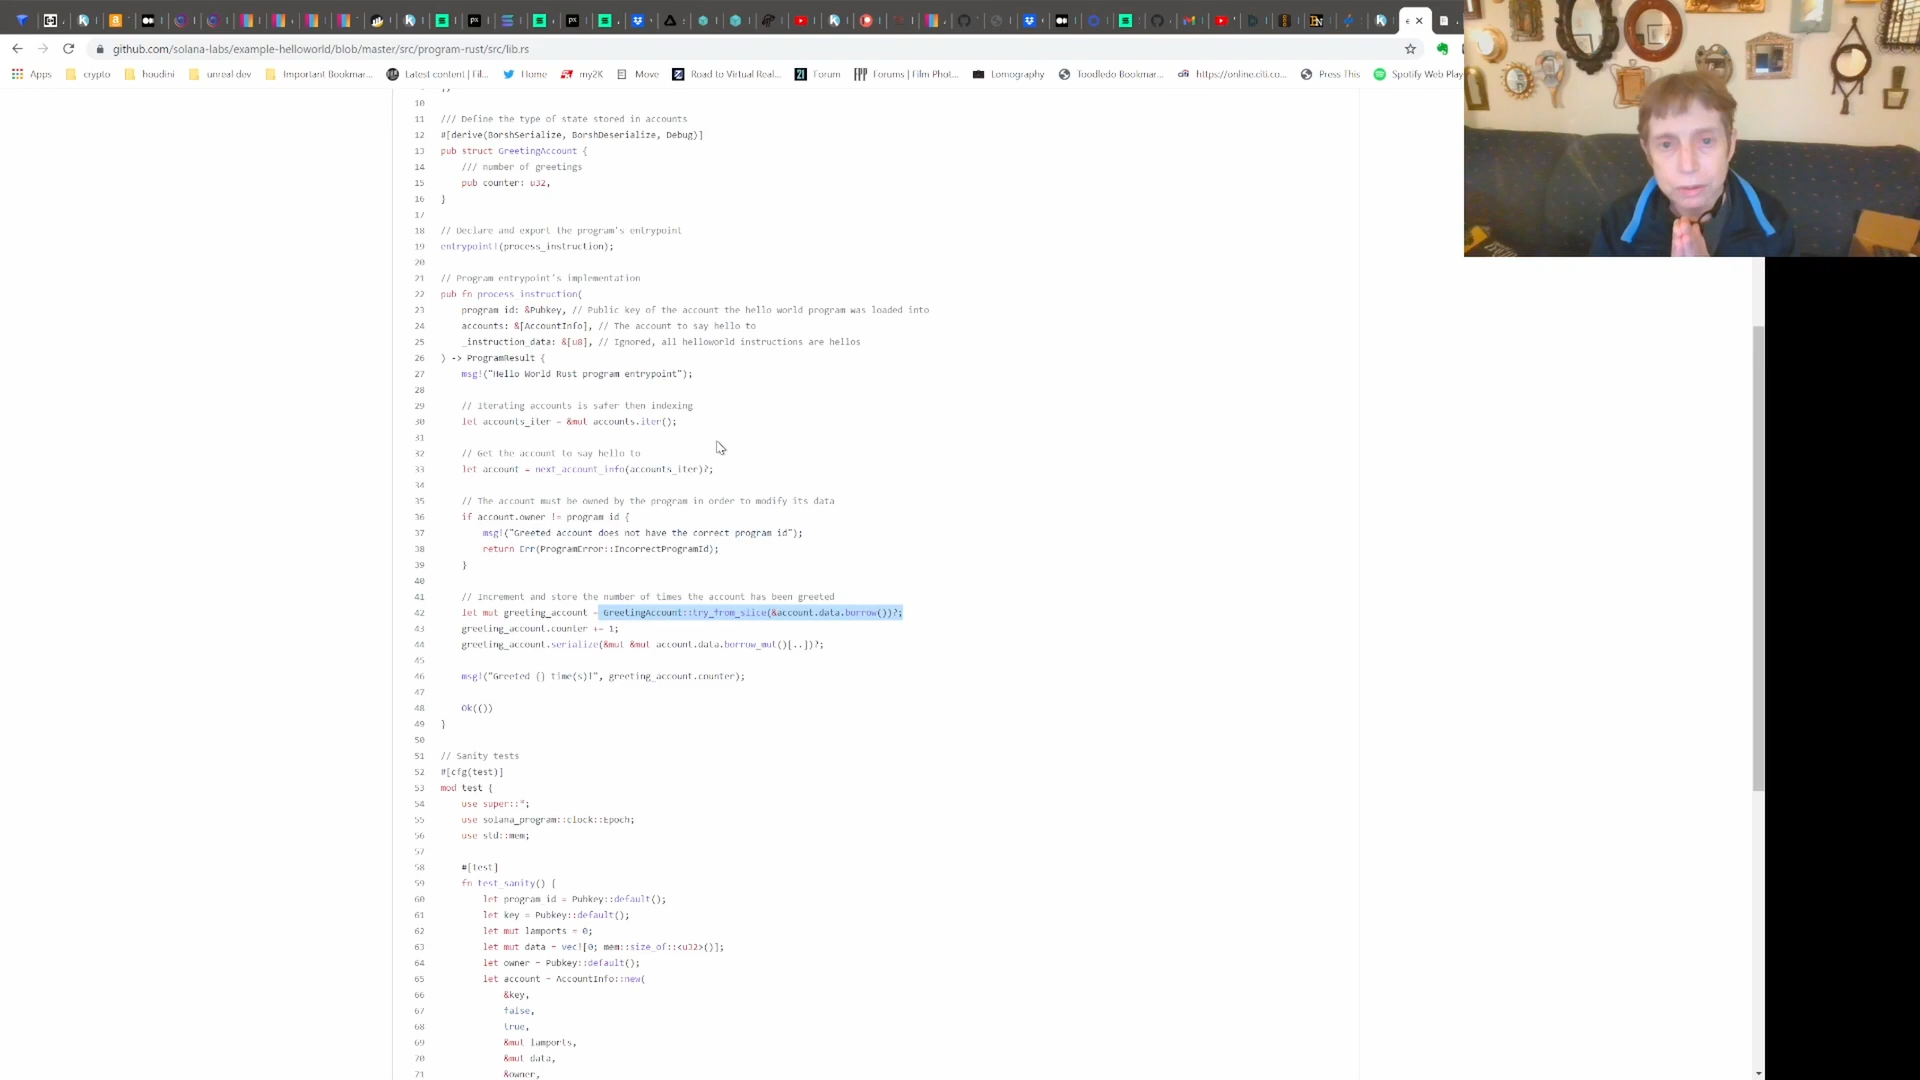 github.com/solana-labs/example-helloworld/blob/master/src/program-rust/src/lib.rs
Apps
crypto
houdini
unreal dev
Important Bookmar...
Latest content | Fil...
Home
my2K
Move
Road to Virtual Real...
Forum
Forums | Film Phot...
Lomography
Toodledo Bookmar...
https://online.citi.co...
Press This
Spotify Web Play
10
11 /// Define the type of state stored in accounts
12 #[derive(BorshSerialize, BorshDeserialize, Debug)]
13 pub struct GreetingAccount {
14 /// number of greetings
15 pub counter: u32,
16 }
17
18 // Declare and export the program's entrypoint
19 entrypoint!(process_instruction);
20
21 // Program entrypoint's implementation
22 pub fn process_instruction(
23 program_id: &Pubkey, // Public key of the account the hello world program was loaded into
24 accounts: &[AccountInfo], // The account to say hello to
25 _instruction_data: &[u8], // Ignored, all helloworld instructions are hellos
26 ) -> ProgramResult {
27 msg!("Hello World Rust program entrypoint");
28
29 // Iterating accounts is safer then indexing
30 let accounts_iter = &mut accounts.iter();
31
32 // Get the account to say hello to
33 let account = next_account_info(accounts_iter)?;
34
35 // The account must be owned by the program in order to modify its data
36 if account.owner != program_id {
37 msg!("Greeted account does not have the correct program id");
38 return Err(ProgramError::IncorrectProgramId);
39 }
40
41 // Increment and store the number of times the account has been greeted
42 let mut greeting_account = GreetingAccount::try_from_slice(&account.data.borrow())?;
43 greeting_account.counter += 1;
44 greeting_account.serialize(&mut &mut account.data.borrow_mut()[..])?;
45
46 msg!("Greeted {} time(s)!", greeting_account.counter);
47
48 Ok(())
49 }
50
51 // Sanity tests
52 #[cfg(test)]
53 mod test {
54 use super::*;
55 use solana_program::clock::Epoch;
56 use std::mem;
57
58 #[test]
59 fn test_sanity() {
60 let program_id = Pubkey::default();
61 let key = Pubkey::default();
62 let mut lamports = 0;
63 let mut data = vec![0; mem::size_of::<u32>()];
64 let owner = Pubkey::default();
65 let account = AccountInfo::new(
66 &key,
67 false,
68 true,
69 &mut lamports,
70 &mut data,
71 &owner,